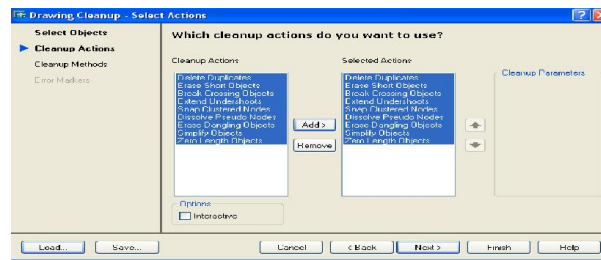 Drawing Cleanup - Select Actions
Select Objects
Cleanup Actions
Cleanup Methods
Error Markers
Which cleanup actions do you want to use?
Cleanup Actions
Delete Duplicates
Erase Short Objects
Break Crossing Objects
Extend Undershoots
Snap Clustered Nodes
Dissolve Pseudo Nodes
Erase Dangling Objects
Simplify Objects
Zero Length Objects
Add >
Remove
Selected Actions
Delete Duplicates
Erase Short Objects
Break Crossing Objects
Extend Undershoots
Snap Clustered Nodes
Dissolve Pseudo Nodes
Erase Dangling Objects
Simplify Objects
Zero Length Objects
Cleanup Parameters
Options
Interactive
Load...
Save...
Cancel
< Back
Next >
Finish
Help